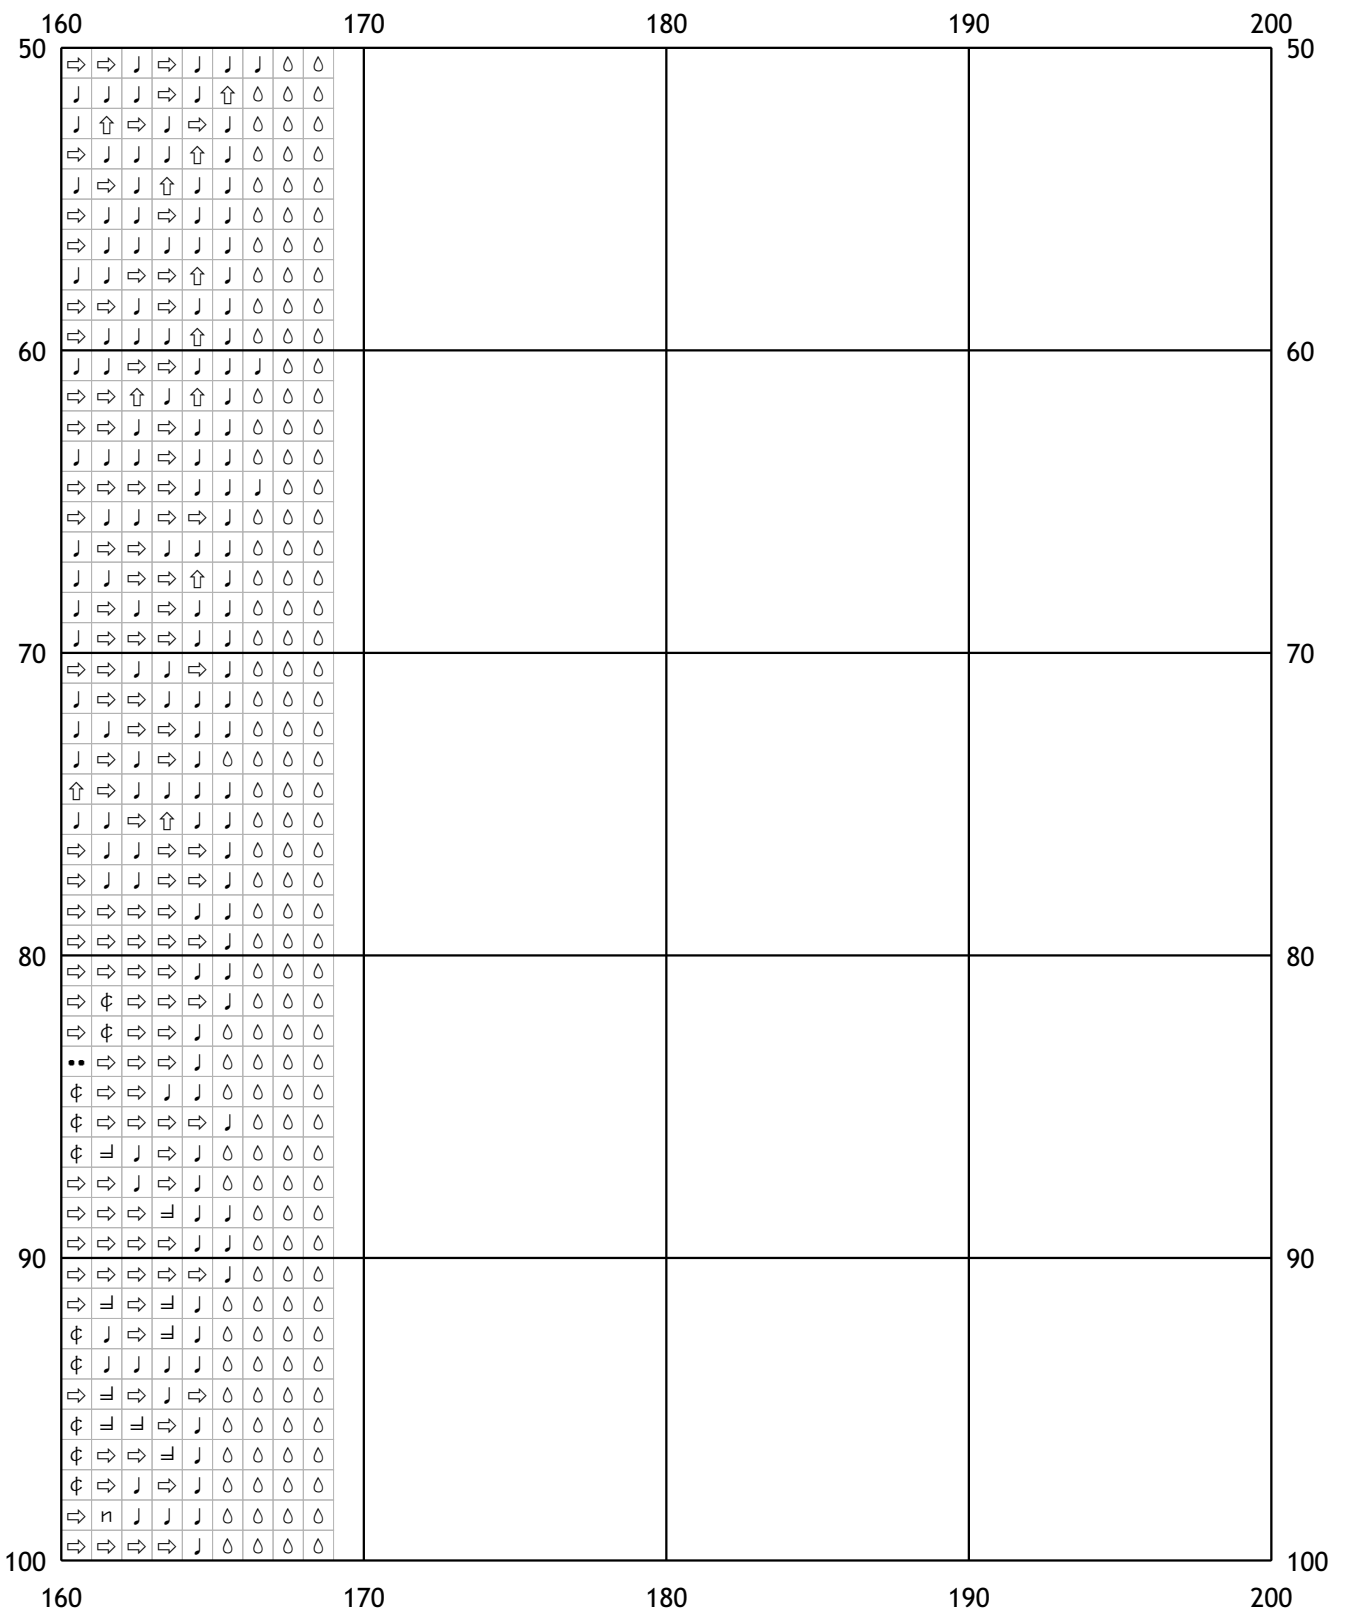 160 170 180 190 200
50 ⇨ ⇨ ♩ ⇨ ♩ ♩ ♩ 💧 💧 50
♩ ♩ ♩ ⇨ ♩ ⇧ 💧 💧 💧
♩ ⇧ ⇨ ♩ ⇨ ♩ 💧 💧 💧
⇨ ♩ ♩ ♩ ⇧ ♩ 💧 💧 💧
♩ ⇨ ♩ ⇧ ♩ ♩ 💧 💧 💧
⇨ ♩ ♩ ⇨ ♩ ♩ 💧 💧 💧
⇨ ♩ ♩ ♩ ♩ ♩ 💧 💧 💧
♩ ♩ ⇨ ⇨ ⇧ ♩ 💧 💧 💧
⇨ ⇨ ♩ ⇨ ♩ ♩ 💧 💧 💧
⇨ ♩ ♩ ♩ ⇧ ♩ 💧 💧 💧
60 ♩ ♩ ⇨ ⇨ ♩ ♩ ♩ 💧 💧 60
⇨ ⇨ ⇧ ♩ ⇧ ♩ 💧 💧 💧
⇨ ⇨ ♩ ⇨ ♩ ♩ 💧 💧 💧
♩ ♩ ♩ ⇨ ♩ ♩ 💧 💧 💧
⇨ ⇨ ⇨ ⇨ ♩ ♩ ♩ 💧 💧
⇨ ♩ ♩ ⇨ ⇨ ♩ 💧 💧 💧
♩ ⇨ ⇨ ♩ ♩ ♩ 💧 💧 💧
♩ ♩ ⇨ ⇨ ⇧ ♩ 💧 💧 💧
♩ ⇨ ♩ ⇨ ♩ ♩ 💧 💧 💧
♩ ⇨ ⇨ ⇨ ♩ ♩ 💧 💧 💧
70 ⇨ ⇨ ♩ ♩ ⇨ ♩ 💧 💧 💧 70
♩ ⇨ ⇨ ♩ ♩ ♩ 💧 💧 💧
♩ ♩ ⇨ ⇨ ♩ ♩ 💧 💧 💧
♩ ⇨ ♩ ⇨ ♩ 💧 💧 💧 💧
⇧ ⇨ ♩ ♩ ♩ ♩ 💧 💧 💧
♩ ♩ ⇨ ⇧ ♩ ♩ 💧 💧 💧
⇨ ♩ ♩ ⇨ ⇨ ♩ 💧 💧 💧
⇨ ♩ ♩ ⇨ ⇨ ♩ 💧 💧 💧
⇨ ⇨ ⇨ ⇨ ♩ ♩ 💧 💧 💧
⇨ ⇨ ⇨ ⇨ ⇨ ♩ 💧 💧 💧
80 ⇨ ⇨ ⇨ ⇨ ♩ ♩ 💧 💧 💧 80
⇨ ¢ ⇨ ⇨ ⇨ ♩ 💧 💧 💧
⇨ ¢ ⇨ ⇨ ♩ 💧 💧 💧 💧
•• ⇨ ⇨ ⇨ ♩ 💧 💧 💧 💧
¢ ⇨ ⇨ ♩ ♩ 💧 💧 💧 💧
¢ ⇨ ⇨ ⇨ ⇨ ♩ 💧 💧 💧
¢ ╛ ♩ ⇨ ♩ 💧 💧 💧 💧
⇨ ⇨ ♩ ⇨ ♩ 💧 💧 💧 💧
⇨ ⇨ ⇨ ╛ ♩ ♩ 💧 💧 💧
⇨ ⇨ ⇨ ⇨ ♩ ♩ 💧 💧 💧
90 ⇨ ⇨ ⇨ ⇨ ⇨ ♩ 💧 💧 💧 90
⇨ ╛ ⇨ ╛ ♩ 💧 💧 💧 💧
¢ ♩ ⇨ ╛ ♩ 💧 💧 💧 💧
¢ ♩ ♩ ♩ ♩ 💧 💧 💧 💧
⇨ ╛ ⇨ ♩ ⇨ 💧 💧 💧 💧
¢ ╛ ╛ ⇨ ♩ 💧 💧 💧 💧
¢ ⇨ ⇨ ╛ ♩ 💧 💧 💧 💧
¢ ⇨ ♩ ⇨ ♩ 💧 💧 💧 💧
⇨ n ♩ ♩ ♩ 💧 💧 💧 💧
⇨ ⇨ ⇨ ⇨ ♩ 💧 💧 💧 💧
100 100
160 170 180 190 200